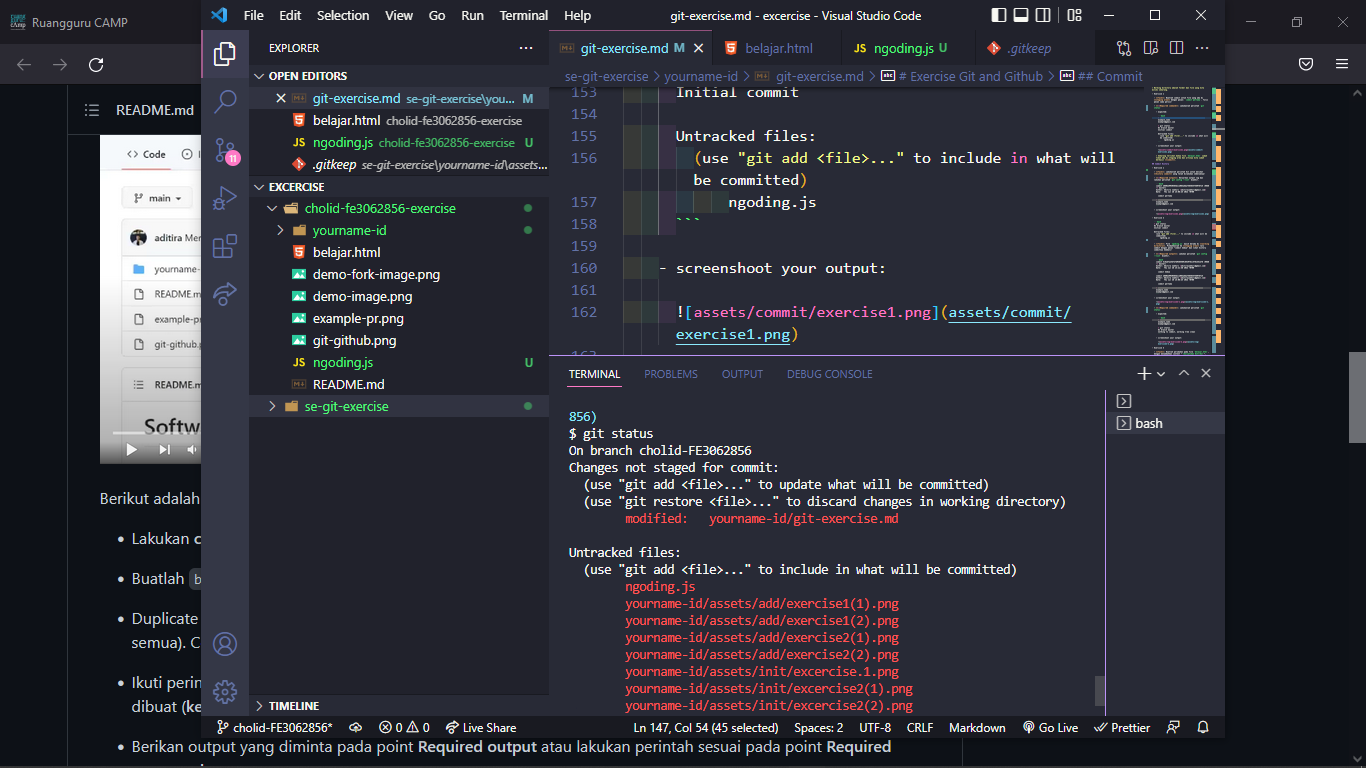 Ruangguru CAMP
File Edit Selection View Go Run Terminal Help
git-exercise.md - excercise - Visual Studio Code
README.md
Code
main
aditira Mer
yourname-
README.m
example-pr
git-github.p
README.m
Softw
Berikut adalah
Lakukan c
Buatlah b
Duplicate
semua). C
Ikuti perin
dibuat (ke
Berikan output yang diminta pada point Required output atau lakukan perintah sesuai pada point Required
11
EXPLORER
OPEN EDITORS
git-exercise.md se-git-exercise\you... M
belajar.html cholid-fe3062856-exercise
JS ngoding.js cholid-fe3062856-exercise U
.gitkeep se-git-exercise\yourname-id\assets...
EXCERCISE
cholid-fe3062856-exercise
yourname-id
belajar.html
demo-fork-image.png
demo-image.png
example-pr.png
git-github.png
JS ngoding.js U
README.md
se-git-exercise
TIMELINE
git-exercise.md M
belajar.html
JS ngoding.js U
.gitkeep
se-git-exercise > yourname-id > git-exercise.md > # Exercise Git and Github > ## Commit
153 Initial commit
154
155 Untracked files:
156 (use "git add <file>..." to include in what will
be committed)
157 ngoding.js
158 ```
159
160 - screenshoot your output:
161
162 ![assets/commit/exercise1.png](assets/commit/
exercise1.png)
163
TERMINAL PROBLEMS OUTPUT DEBUG CONSOLE
bash
856)
$ git status
On branch cholid-FE3062856
Changes not staged for commit:
(use "git add <file>..." to update what will be committed)
(use "git restore <file>..." to discard changes in working directory)
modified: yourname-id/git-exercise.md
Untracked files:
(use "git add <file>..." to include in what will be committed)
ngoding.js
yourname-id/assets/add/exercise1(1).png
yourname-id/assets/add/exercise1(2).png
yourname-id/assets/add/exercise2(1).png
yourname-id/assets/add/exercise2(2).png
yourname-id/assets/init/excercise.1.png
yourname-id/assets/init/excercise2(1).png
yourname-id/assets/init/excercise2(2).png
cholid-FE3062856* 0 0 Live Share Ln 147, Col 54 (45 selected) Spaces: 2 UTF-8 CRLF Markdown Go Live Prettier